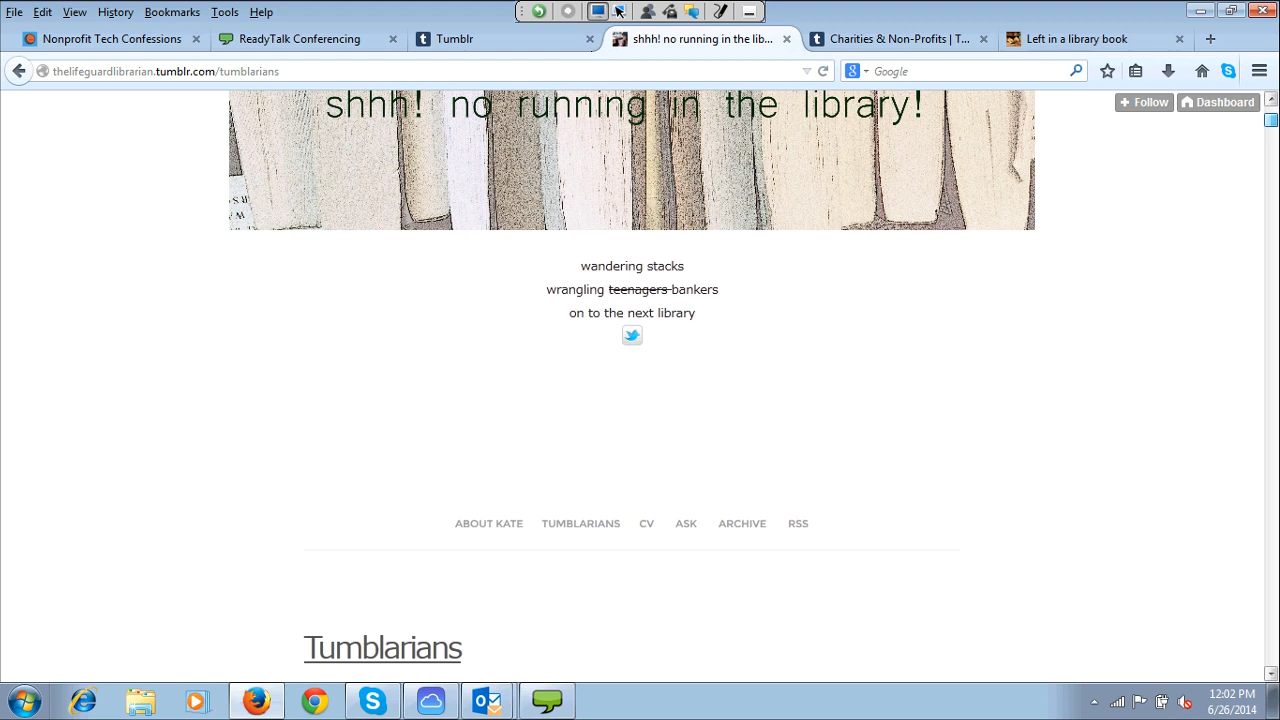 File Edit View History Bookmarks Tools Help
Nonprofit Tech Confessions
ReadyTalk Conferencing
Tumblr
shhh! no running in the lib...
Charities & Non-Profits | T...
Left in a library book
thelifeguardlibrarian.tumblr.com/tumblarians
Google
Follow
Dashboard
shhh! no running in the library!
wandering stacks
wrangling teenagers bankers
on to the next library
ABOUT KATE TUMBLARIANS CV ASK ARCHIVE RSS
Tumblarians
12:02 PM
6/26/2014